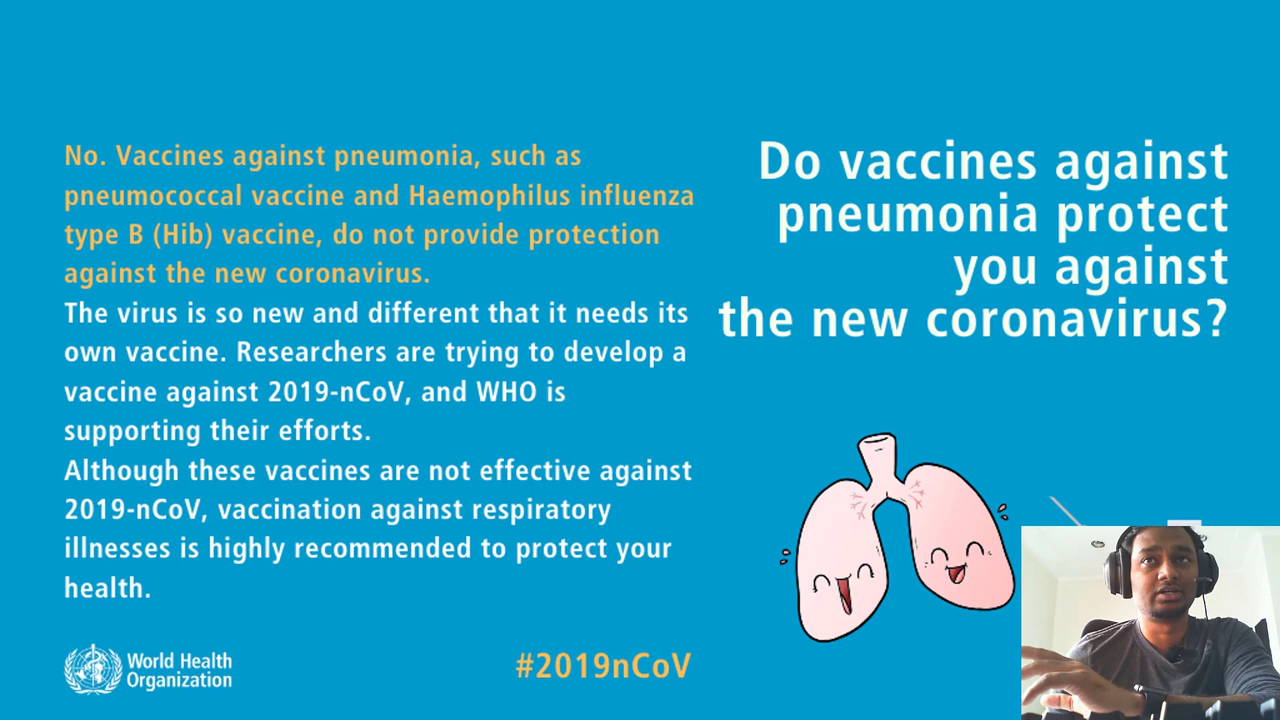 No. Vaccines against pneumonia, such as
pneumococcal vaccine and Haemophilus influenza
type B (Hib) vaccine, do not provide protection
against the new coronavirus.
The virus is so new and different that it needs its
own vaccine. Researchers are trying to develop a
vaccine against 2019-nCoV, and WHO is
supporting their efforts.
Although these vaccines are not effective against
2019-nCoV, vaccination against respiratory
illnesses is highly recommended to protect your
health.
Do vaccines against
pneumonia protect
you against
the new coronavirus?
World Health
Organization
#2019nCoV